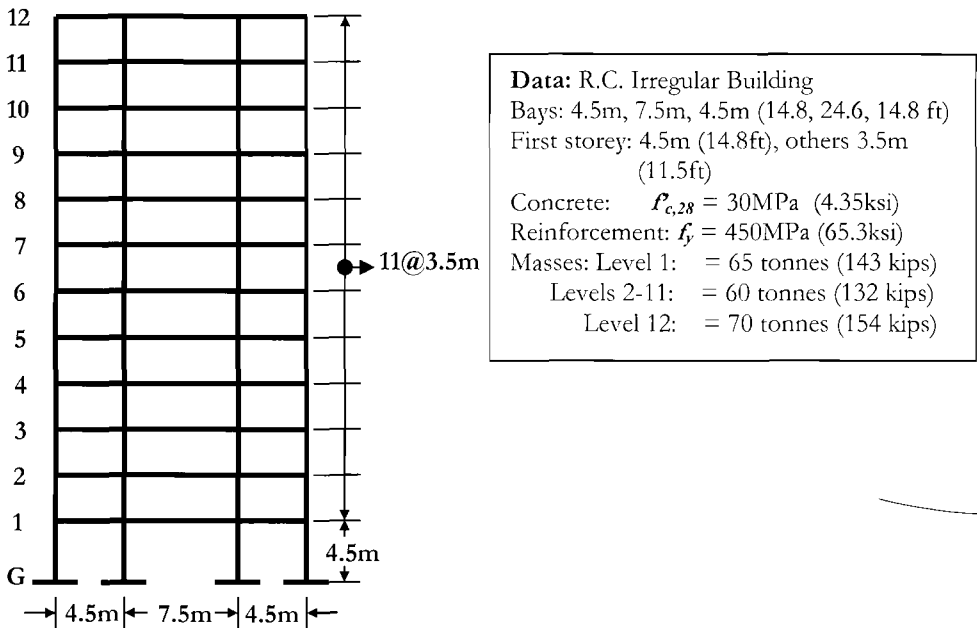 12
11
10
9
8
7
6
5
4
3
2
1
G
11@3.5m
4.5m
4.5m 7.5m 4.5m
Data: R.C. Irregular Building
Bays: 4.5m, 7.5m, 4.5m (14.8, 24.6, 14.8 ft)
First storey: 4.5m (14.8ft), others 3.5m
(11.5ft)
Concrete: f'c,28 = 30MPa (4.35ksi)
Reinforcement: fy = 450MPa (65.3ksi)
Masses: Level 1: = 65 tonnes (143 kips)
Levels 2-11: = 60 tonnes (132 kips)
Level 12: = 70 tonnes (154 kips)